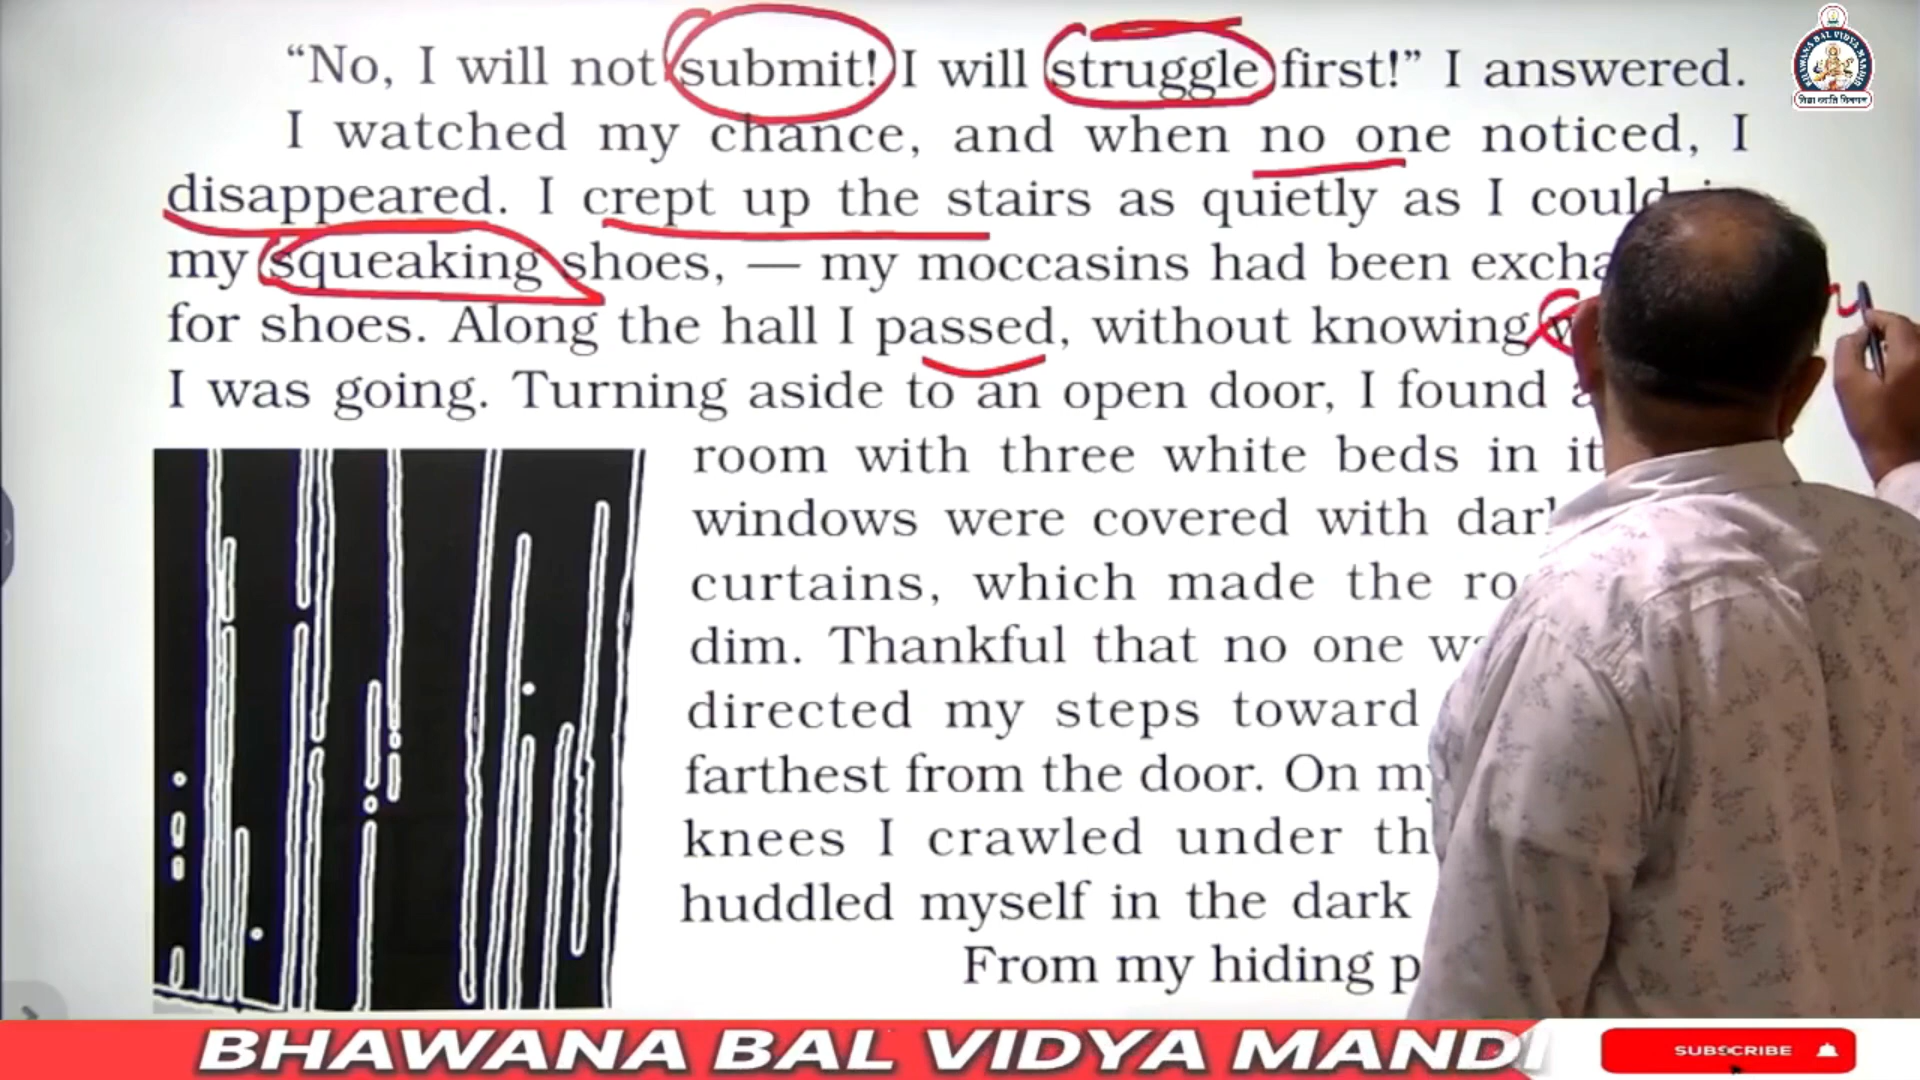 “No, I will not submit! I will struggle first!” I answered.
I watched my chance, and when no one noticed, I
disappeared. I crept up the stairs as quietly as I could
my squeaking shoes, — my moccasins had been excha
for shoes. Along the hall I passed, without knowing
I was going. Turning aside to an open door, I found a
room with three white beds in it
windows were covered with dark
curtains, which made the ro
dim. Thankful that no one wa
directed my steps toward
farthest from the door. On my
knees I crawled under th
huddled myself in the dark
From my hiding p
BHAWANA BAL VIDYA MANDI
SUBSCRIBE